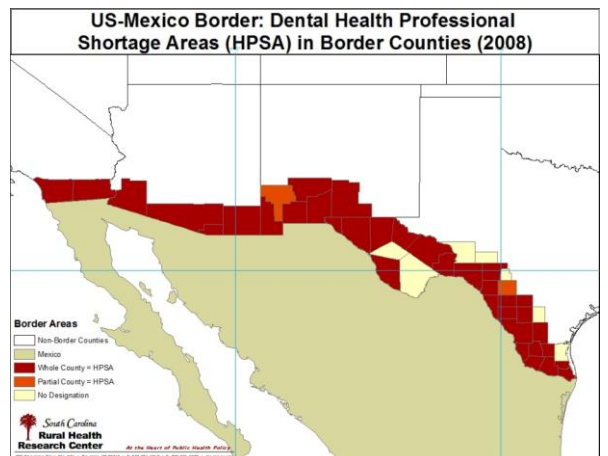 US-Mexico Border: Dental Health Professional
Shortage Areas (HPSA) in Border Counties (2008)
Border Areas
Non-Border Counties
Mexico
Whole County = HPSA
Partial County = HPSA
No Designation
South Carolina
Rural Health
Research Center
At the Heart of Public Health Policy